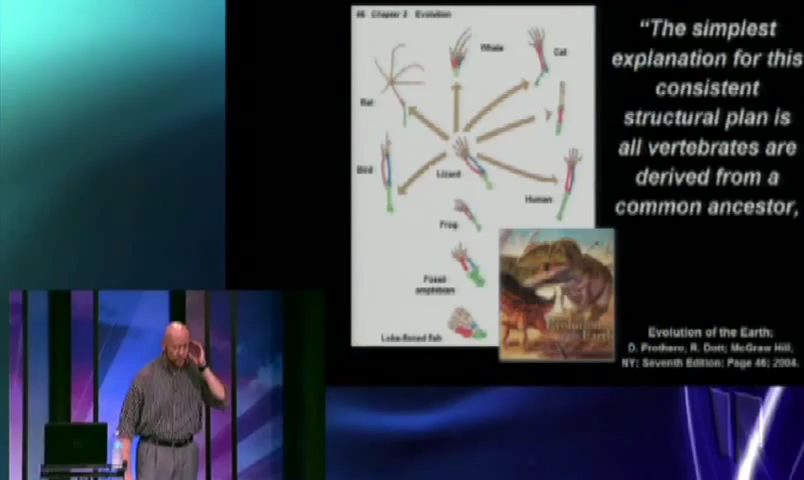 46 Chapter 3 Evolution
Whale
Cat
Bat
Bird
Lizard
Human
Frog
Fossil
amphibian
Lobe-finned fish
Evolution
Earth
“The simplest
explanation for this
consistent
structural plan is
all vertebrates are
derived from a
common ancestor,
Evolution of the Earth;
D. Prothero, R. Dott; McGraw Hill,
NY; Seventh Edition; Page 46; 2004.